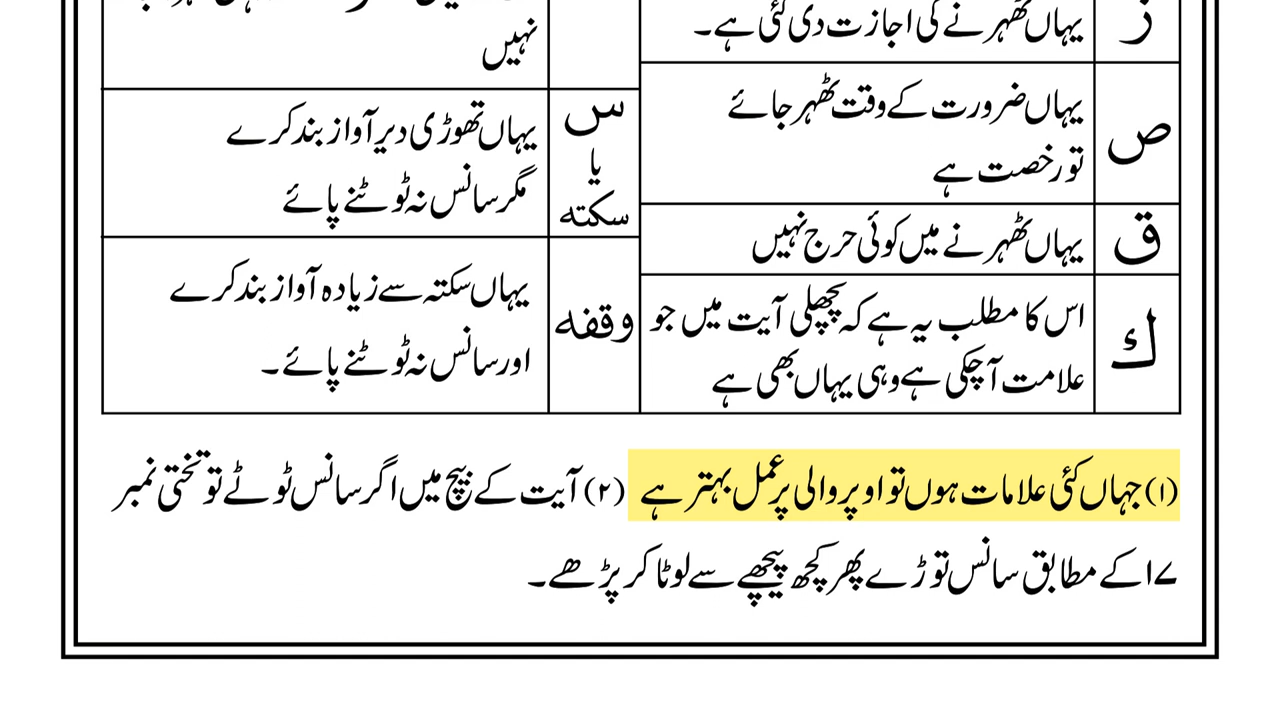 ز
یہاں ٹھہرنے کی اجازت دی گئی ہے۔
ص
یہاں ضرورت کے وقت ٹھہر جائے
تو رخصت ہے
ق
یہاں ٹھہرنے میں کوئی حرج نہیں
ك
اس کا مطلب یہ ہے کہ پچھلی آیت میں جو
علامت آچکی ہے وہی یہاں بھی ہے
نہیں
س
یا
سکتہ
یہاں تھوڑی دیر آواز بند کرے
مگر سانس نہ ٹوٹنے پائے
وقفہ
یہاں سکتہ سے زیادہ آواز بند کرے
اور سانس نہ ٹوٹنے پائے۔
(۱) جہاں کئی علامات ہوں تو اوپر والی پر عمل بہتر ہے (۲) آیت کے بیچ میں اگر سانس ٹوٹے تو تختی نمبر
۱۷ کے مطابق سانس توڑے پھر کچھ پیچھے سے لوٹا کر پڑھے۔